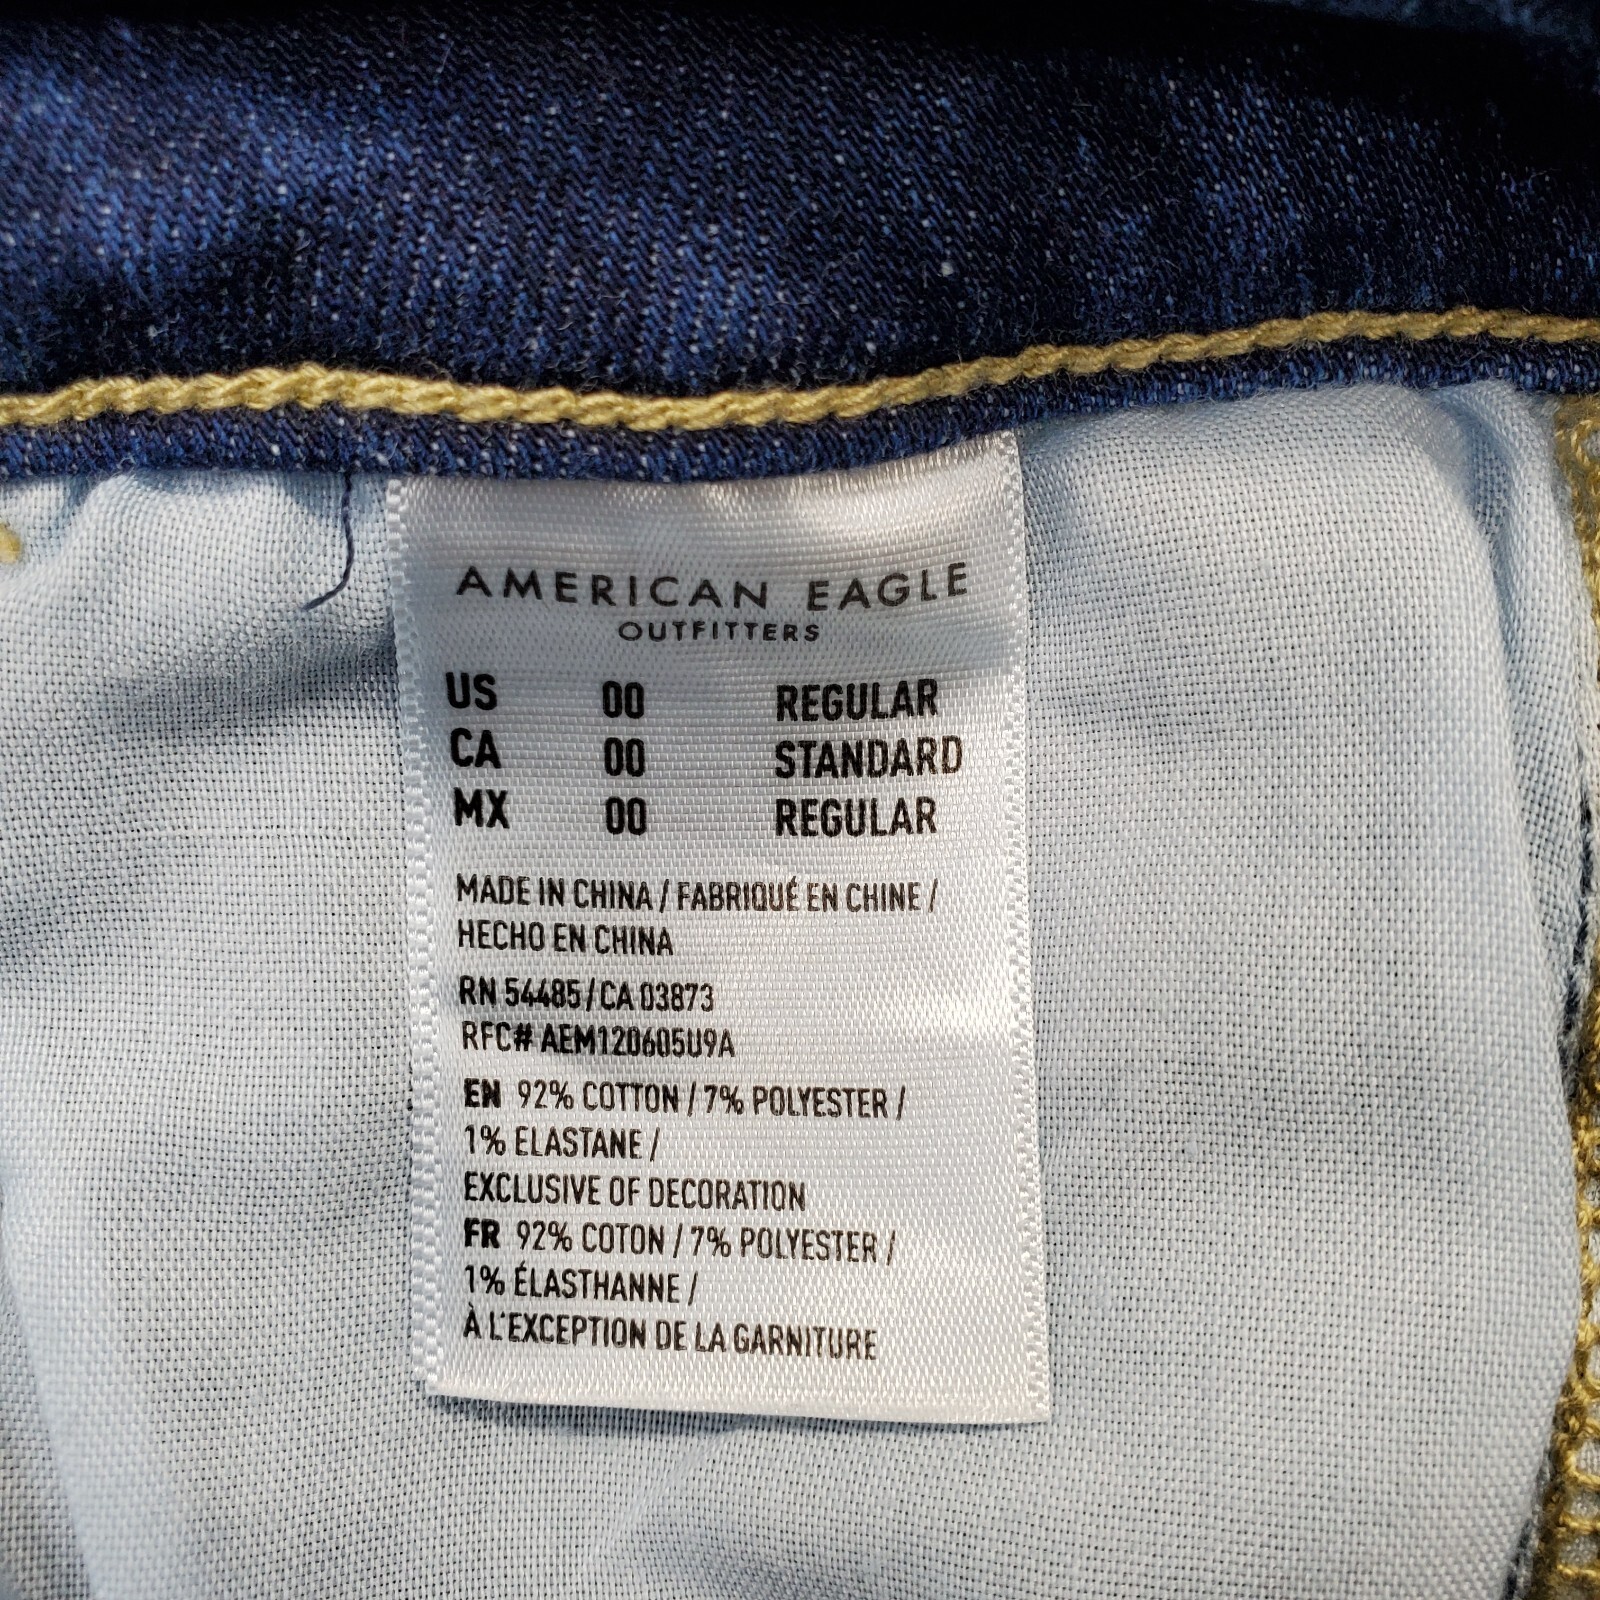 AMERICAN EAGLE
OUTFITTERS
US 00 REGULAR
CA 00 STANDARD
MX 00 REGULAR
MADE IN CHINA / FABRIQUÉ EN CHINE /
HECHO EN CHINA
RN 54485 / CA 03873
RFC# AEM120605U9A
EN 92% COTTON / 7% POLYESTER /
1% ELASTANE /
EXCLUSIVE OF DECORATION
FR 92% COTON / 7% POLYESTER /
1% ÉLASTHANNE /
À L'EXCEPTION DE LA GARNITURE